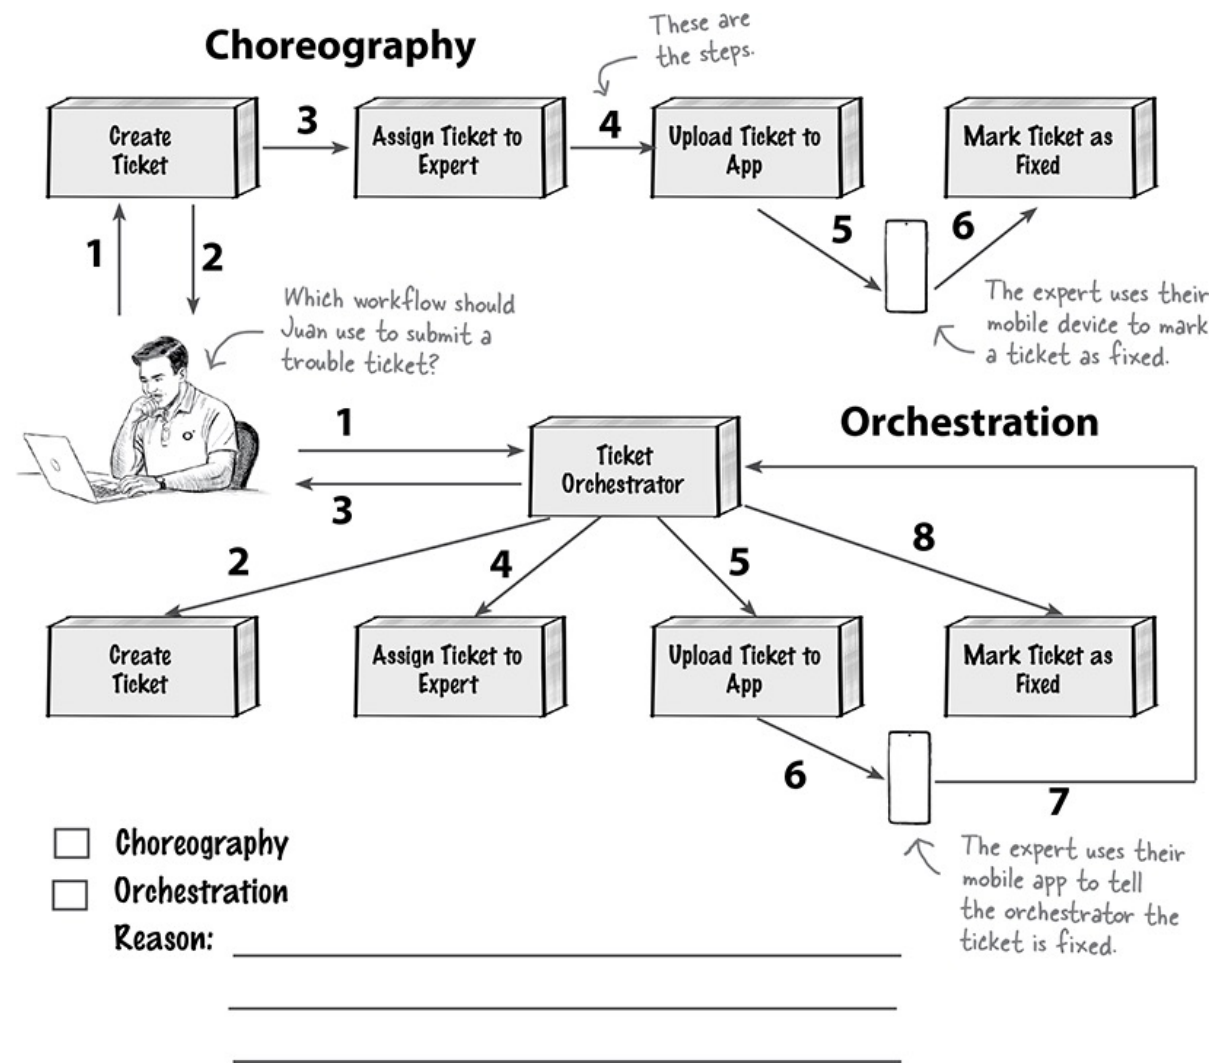 Choreography
These are
the steps.
Create
Ticket
3
Assign Ticket to
Expert
4
Upload Ticket to
App
Mark Ticket as
Fixed
1
2
5
6
Which workflow should
Juan use to submit a
trouble ticket?
The expert uses their
mobile device to mark
a ticket as fixed.
Orchestration
1
Ticket
Orchestrator
3
2
4
5
8
Create
Ticket
Assign Ticket to
Expert
Upload Ticket to
App
Mark Ticket as
Fixed
6
7
The expert uses their
mobile app to tell
the orchestrator the
ticket is fixed.
Choreography
Orchestration
Reason: